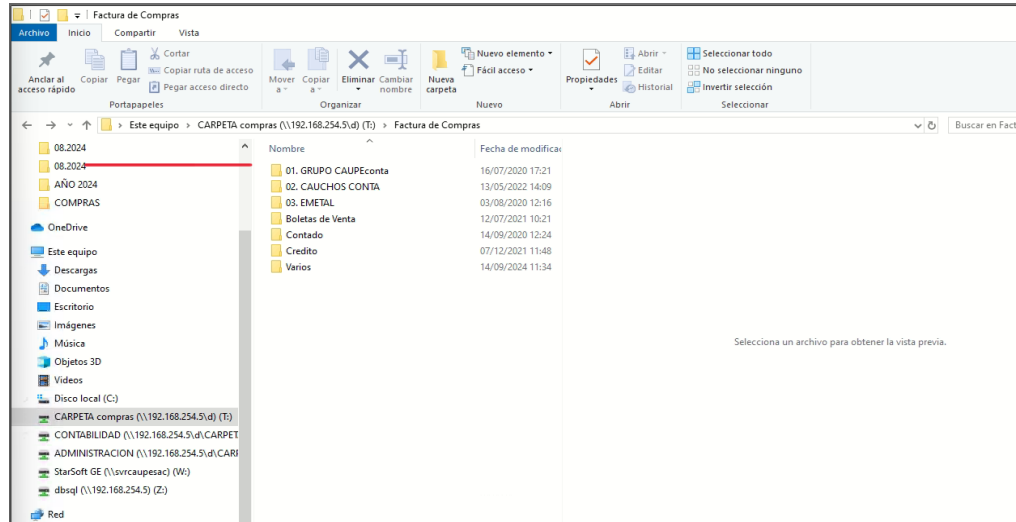 Factura de Compras
Archivo Inicio Compartir Vista
Anclar al acceso rápido
Copiar
Pegar
Cortar
Copiar ruta de acceso
Pegar acceso directo
Portapapeles
Mover a
Copiar a
Eliminar
Cambiar nombre
Organizar
Nueva carpeta
Nuevo elemento
Fácil acceso
Nuevo
Propiedades
Abrir
Editar
Historial
Abrir
Seleccionar todo
No seleccionar ninguno
Invertir selección
Seleccionar
Este equipo > CARPETA compras (\\192.168.254.5\d) (T:) > Factura de Compras
Buscar en Fact
08.2024
08.2024
AÑO 2024
COMPRAS
OneDrive
Este equipo
Descargas
Documentos
Escritorio
Imágenes
Música
Objetos 3D
Videos
Disco local (C:)
CARPETA compras (\\192.168.254.5\d) (T:)
CONTABILIDAD (\\192.168.254.5\d\CARPET
ADMINISTRACION (\\192.168.254.5\d\CARP
StarSoft GE (\\svrcaupesac) (W:)
dbsql (\\192.168.254.5) (Z:)
Red
Nombre Fecha de modificac
01. GRUPO CAUPEconta 16/07/2020 17:21
02. CAUCHOS CONTA 13/05/2022 14:09
03. EMETAL 03/08/2020 12:16
Boletas de Venta 12/07/2021 10:21
Contado 14/09/2020 12:24
Credito 07/12/2021 11:48
Varios 14/09/2024 11:34
Selecciona un archivo para obtener la vista previa.